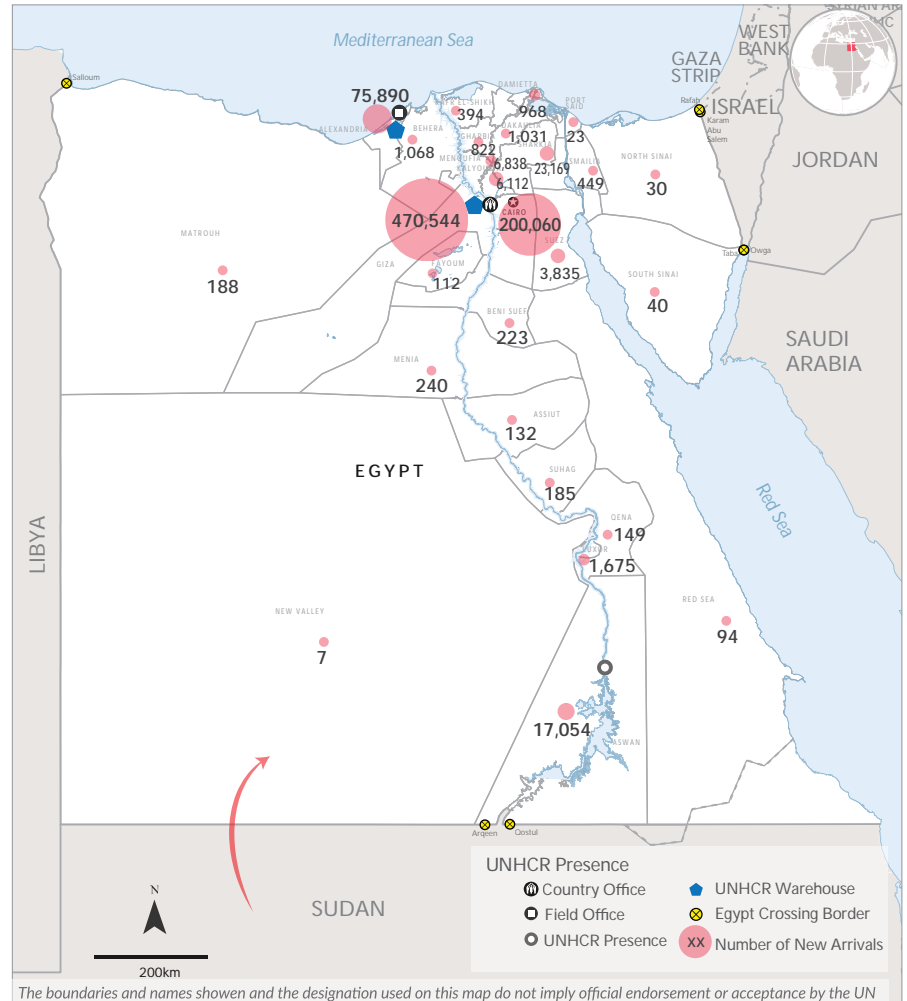 SYRIAN AR
Mediterranean Sea
WEST
BANK
GAZA
STRIP
Salloum
DAMIETTA
75,890
KAFR EL-SHIKH
394
968
PORT
SAID
23
Rafah
ISRAEL
Karam
Abu
Salem
ALEXANDRIA
BEHERA
1,068
GHARBIA
822
DAKAHLIA
1,031
SHARKIA
23,169
MENOUFIA
6,838
6,112
ISMAILIA
449
NORTH SINAI
30
JORDAN
470,544
CAIRO
200,060
MATROUH
188
GIZA
FAYOUM
112
SUEZ
3,835
Taba
Owga
SOUTH SINAI
40
BENI SUEF
223
SAUDI
ARABIA
MENIA
240
ASSIUT
132
EGYPT
SUHAG
185
Red Sea
LIBYA
QENA
149
LUXOR
1,675
NEW VALLEY
7
RED SEA
94
17,054
ASWAN
Arqeen
Qostul
SUDAN
N
200km
UNHCR Presence
Country Office
UNHCR Warehouse
Field Office
Egypt Crossing Border
UNHCR Presence
XX
Number of New Arrivals
The boundaries and names showen and the designation used on this map do not imply official endorsement or acceptance by the UN